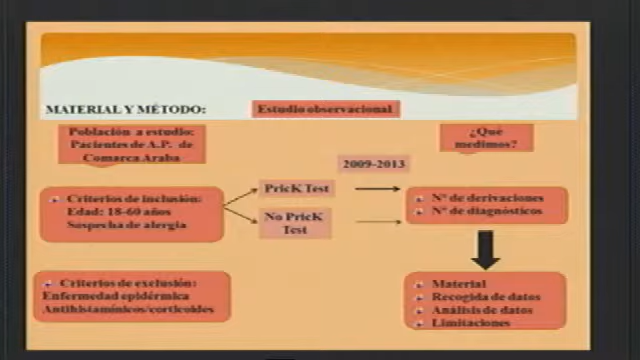 MATERIAL Y MÉTODO:
Estudio observacional
Población a estudio:
Pacientes de A.P. de
Comarca Araba
¿Qué
medimos?
2009-2013
Criterios de inclusión:
Edad: 18-60 años
Sospecha de alergia
PricK Test
No PricK
Test
Nº de derivaciones
Nº de diagnósticos
Criterios de exclusión:
Enfermedad epidérmica
Antihistamínicos/corticoides
Material
Recogida de datos
Análisis de datos
Limitaciones